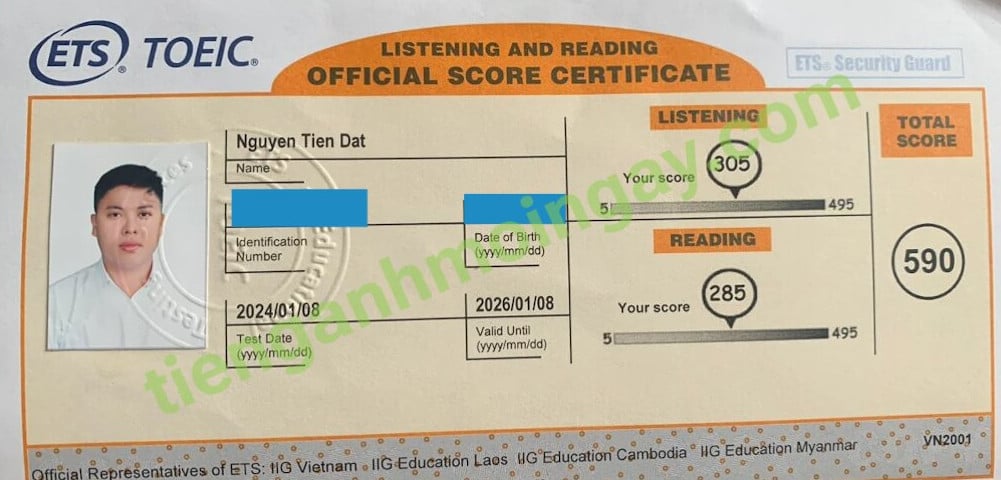 ETS® TOEIC®
LISTENING AND READING
OFFICIAL SCORE CERTIFICATE
ETS® Security Guard
Nguyen Tien Dat
Name
Identification
Number
Date of Birth
(yyyy/mm/dd)
2024/01/08
Test Date
(yyyy/mm/dd)
2026/01/08
Valid Until
(yyyy/mm/dd)
LISTENING
Your score
305
5
495
READING
Your score
285
5
495
TOTAL
SCORE
590
tienganhmoingay.com
VN2001
Official Representatives of ETS: IIG Vietnam · IIG Education Laos IIG Education Cambodia · IIG Education Myanmar